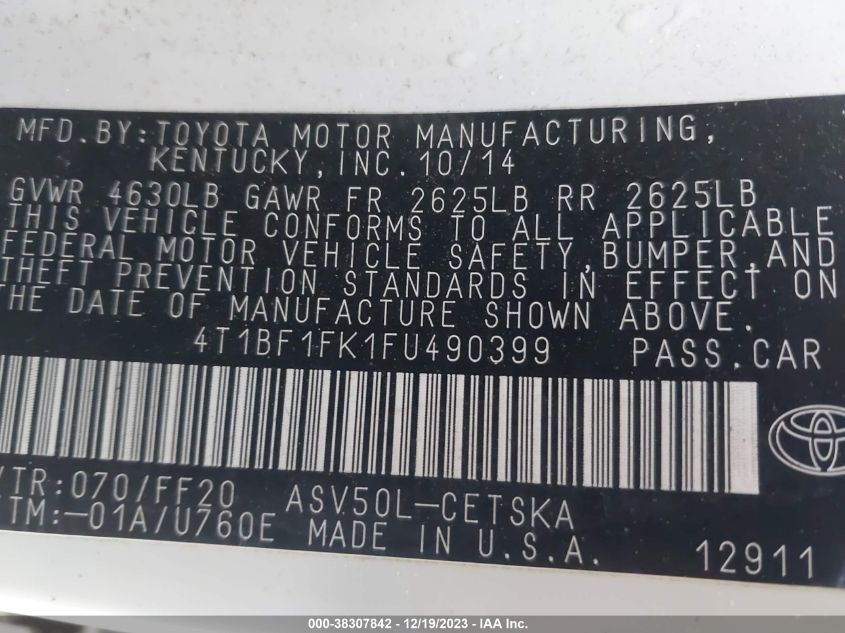 MFD. BY: TOYOTA MOTOR MANUFACTURING,
KENTUCKY, INC. 10/14
GVWR 4630LB GAWR FR 2625LB RR 2625LB
THIS VEHICLE CONFORMS TO ALL APPLICABLE
FEDERAL MOTOR VEHICLE SAFETY, BUMPER, AND
THEFT PREVENTION STANDARDS IN EFFECT ON
THE DATE OF MANUFACTURE SHOWN ABOVE.
4T1BF1FK1FU490399 PASS. CAR
/TR: 070/FF20 ASV50L-CETSKA
TM: -01A/U760E MADE IN U.S.A. 12911
000-38307842 - 12/19/2023 - IAA Inc.